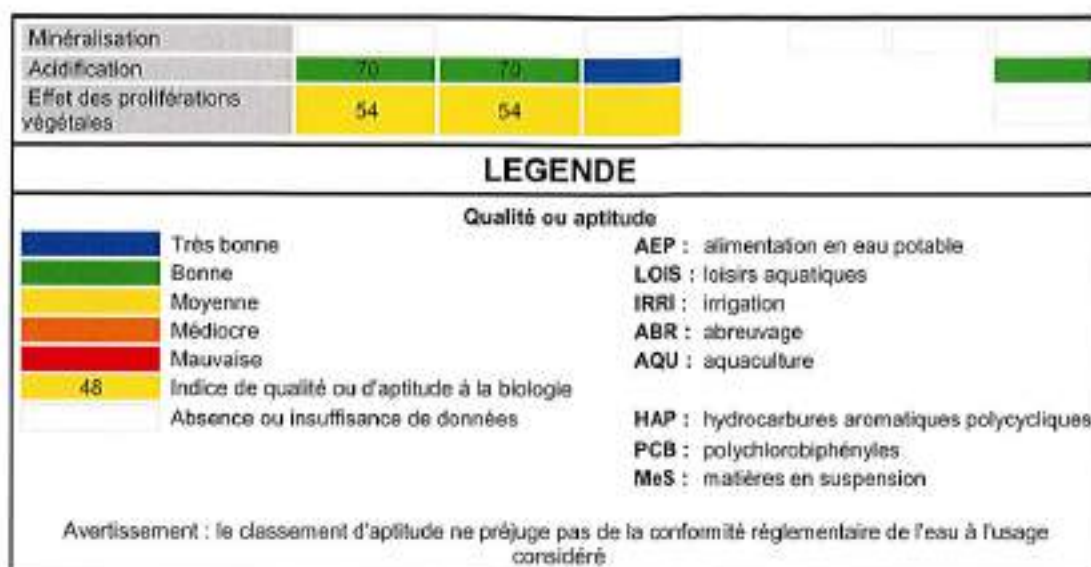 Minéralisation
Acidification 70 70
Effet des proliférations végétales 54 54
LEGENDE
Qualité ou aptitude
Très bonne
Bonne
Moyenne
Médiocre
Mauvaise
48 Indice de qualité ou d'aptitude à la biologie
Absence ou insuffisance de données
AEP : alimentation en eau potable
LOIS : loisirs aquatiques
IRRI : irrigation
ABR : abreuvage
AQU : aquaculture
HAP : hydrocarbures aromatiques polycycliques
PCB : polychlorobiphényles
MeS : matières en suspension
Avertissement : le classement d'aptitude ne préjuge pas de la conformité réglementaire de l'eau à l'usage
considéré